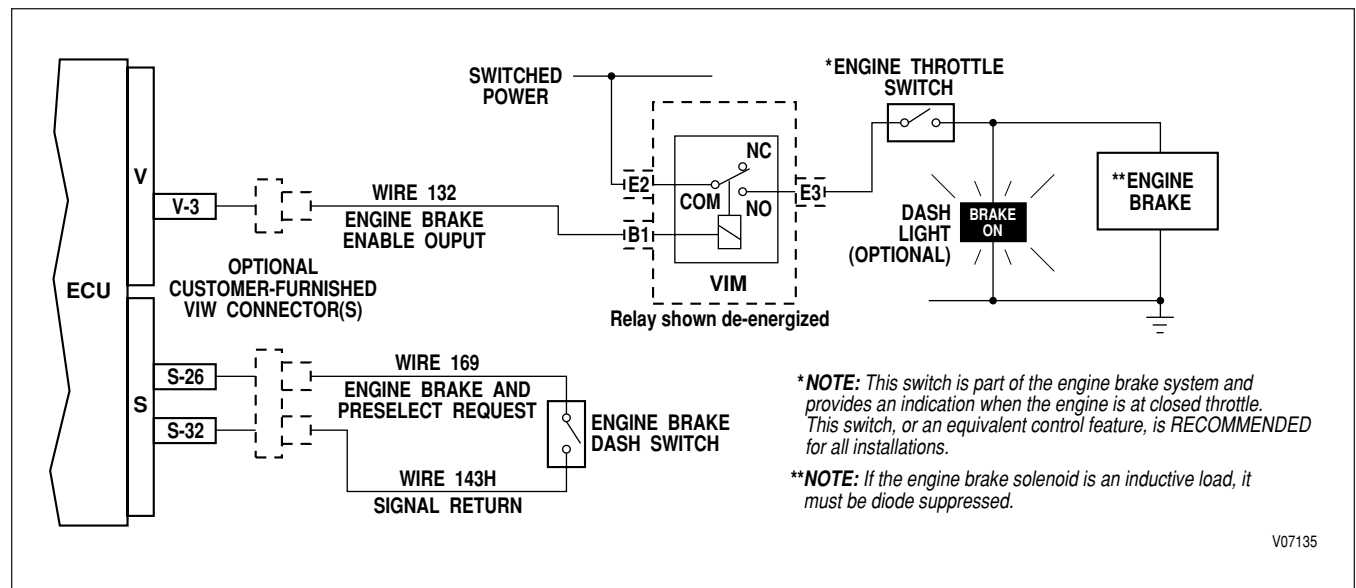 SWITCHED
POWER
*ENGINE THROTTLE
SWITCH
V
V-3
WIRE 132
ENGINE BRAKE
ENABLE OUPUT
E2
COM
NC
NO
E3
B1
VIM
Relay shown de-energized
DASH
LIGHT
(OPTIONAL)
BRAKE
ON
**ENGINE
BRAKE
ECU
OPTIONAL
CUSTOMER-FURNISHED
VIW CONNECTOR(S)
S
S-26
S-32
WIRE 169
ENGINE BRAKE AND
PRESELECT REQUEST
ENGINE BRAKE
DASH SWITCH
WIRE 143H
SIGNAL RETURN
*NOTE: This switch is part of the engine brake system and
provides an indication when the engine is at closed throttle.
This switch, or an equivalent control feature, is RECOMMENDED
for all installations.
**NOTE: If the engine brake solenoid is an inductive load, it
must be diode suppressed.
V07135